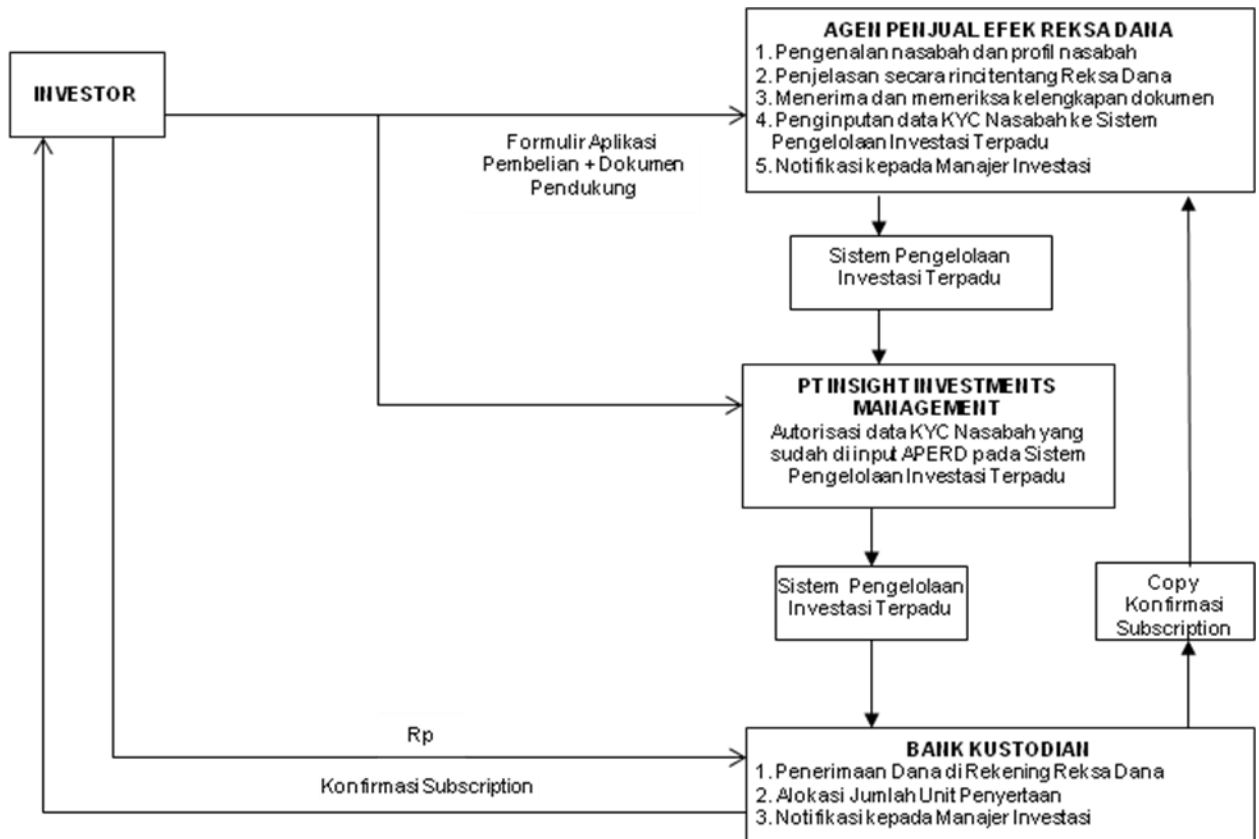 INVESTOR
AGEN PENJUAL EFEK REKSA DANA
1. Pengenalan nasabah dan profil nasabah
2. Penjelasan secara rinci tentang Reksa Dana
3. Menerima dan memeriksa kelengkapan dokumen
4. Penginputan data KYC Nasabah ke Sistem
Pengelolaan Investasi Terpadu
5. Notifikasi kepada Manajer Investasi
Formulir Aplikasi
Pembelian + Dokumen
Pendukung
Sistem Pengelolaan
Investasi Terpadu
PT INSIGHT INVESTMENTS
MANAGEMENT
Autorisasi data KYC Nasabah yang
sudah di input APERD pada Sistem
Pengelolaan Investasi Terpadu
Sistem Pengelolaan
Investasi Terpadu
Copy
Konfirmasi
Subscription
Rp
Konfirmasi Subscription
BANK KUSTODIAN
1. Penerimaan Dana di Rekening Reksa Dana
2. Alokasi Jumlah Unit Penyertaan
3. Notifikasi kepada Manajer Investasi